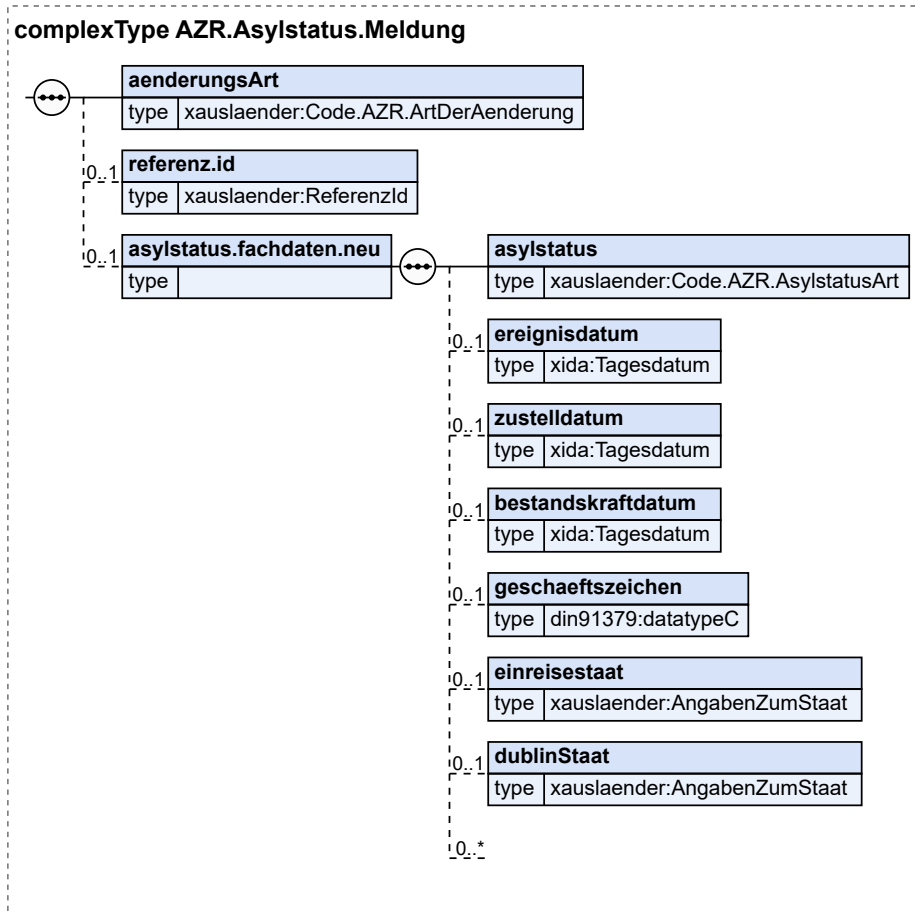 complexType AZR.Asylstatus.Meldung
aenderungsArt
type xauslaender:Code.AZR.ArtDerAenderung
0..1 referenz.id
type xauslaender:ReferenzId
0..1 asylstatus.fachdaten.neu
type
asylstatus
type xauslaender:Code.AZR.AsylstatusArt
0..1 ereignisdatum
type xida:Tagesdatum
0..1 zustelldatum
type xida:Tagesdatum
0..1 bestandskraftdatum
type xida:Tagesdatum
0..1 geschaeftszeichen
type din91379:datatypeC
0..1 einreisestaat
type xauslaender:AngabenZumStaat
0..1 dublinStaat
type xauslaender:AngabenZumStaat
0..*